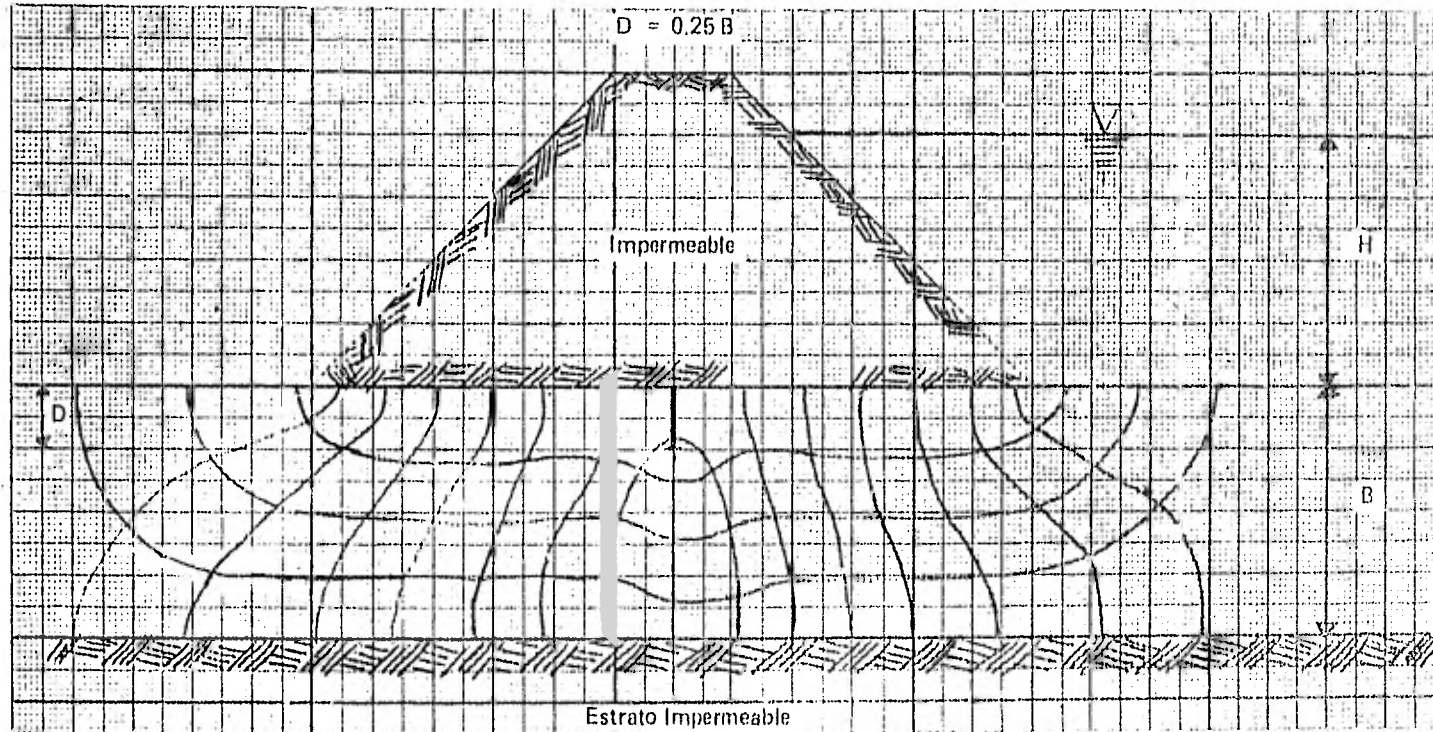 D = 0.25 B
Impermeable
H
D
B
Estrato Impermeable